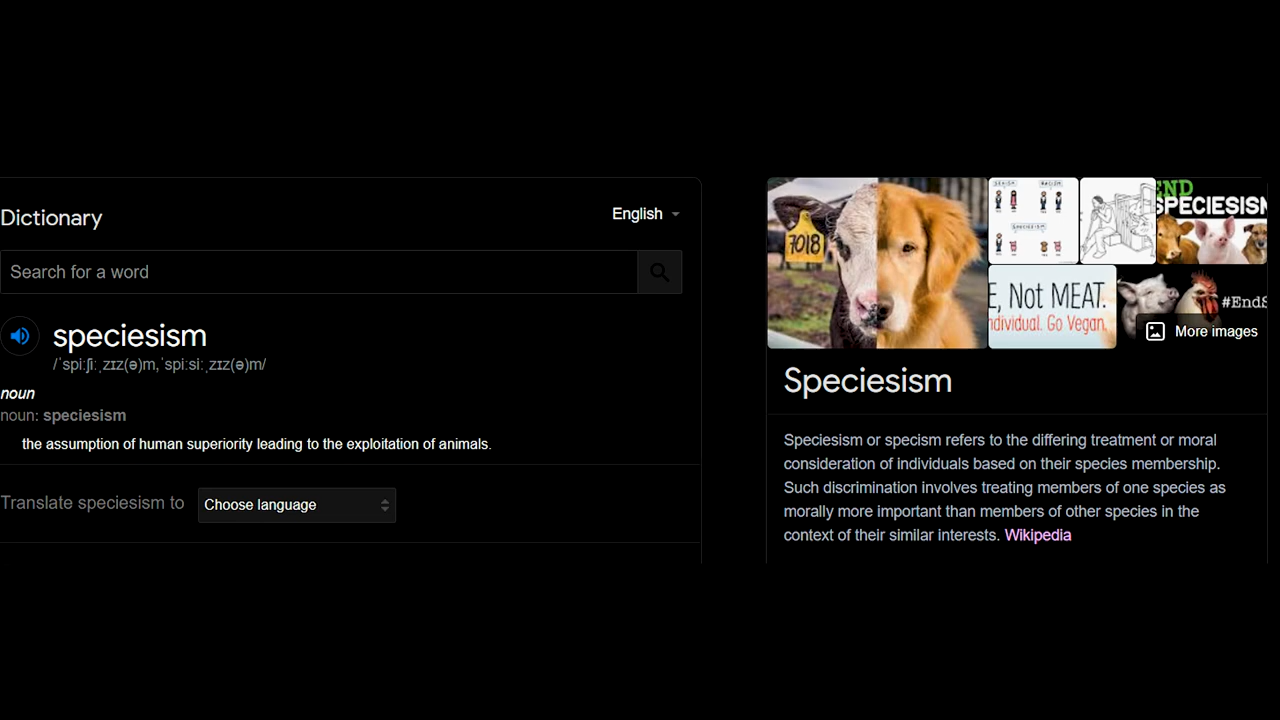 Dictionary
English
Search for a word
speciesism
/ˈspiːʃiːˌzɪz(ə)m,ˈspiːsiːˌzɪz(ə)m/
noun
noun: speciesism
the assumption of human superiority leading to the exploitation of animals.
Translate speciesism to
Choose language
7018
SEXISM
RACISM
SPECIESISM
END
SPECIESISM
E, NOT MEAT.
ndividual. Go Vegan.
#EndS
More images
Speciesism
Speciesism or specism refers to the differing treatment or moral
consideration of individuals based on their species membership.
Such discrimination involves treating members of one species as
morally more important than members of other species in the
context of their similar interests. Wikipedia